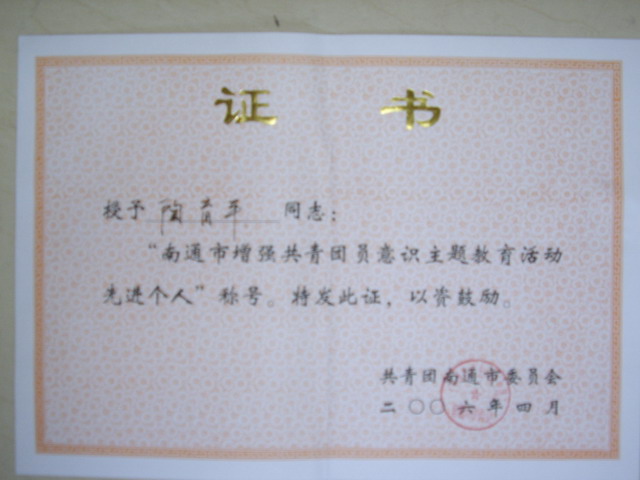 证书
授予 陶青平 同志：
“南通市增强共青团员意识主题教育活动
先进个人”称号。特发此证，以资鼓励。
共青团南通市委员会
二〇〇六年四月